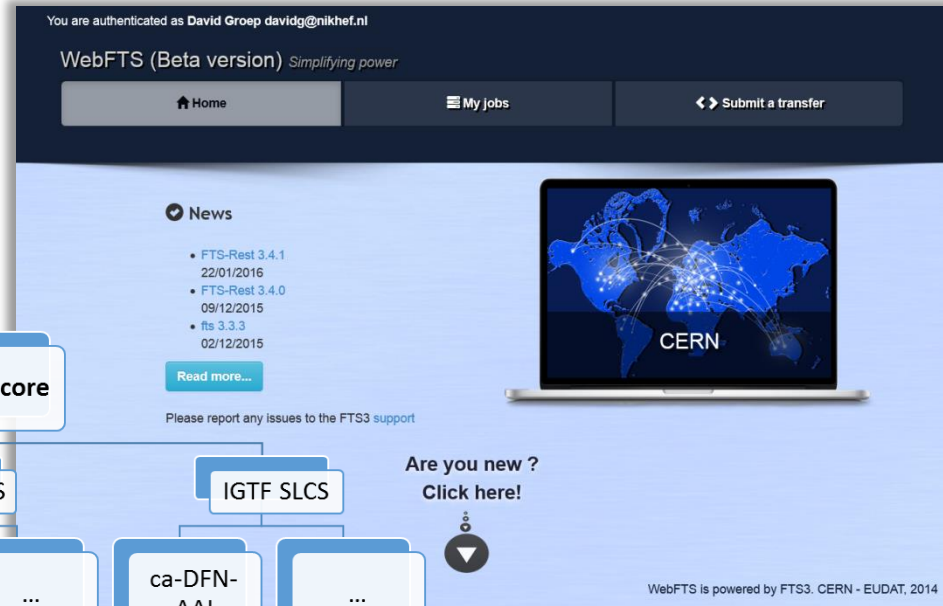 You are authenticated as David Groep davidg@nikhef.nl
WebFTS (Beta version) Simplifying power
Home
My jobs
Submit a transfer
News
FTS-Rest 3.4.1
22/01/2016
FTS-Rest 3.4.0
09/12/2015
fts 3.3.3
02/12/2015
Read more...
Please report any issues to the FTS3 support
CERN
core
S
IGTF SLCS
Are you new ?
Click here!
...
ca-DFN-
AAI
...
WebFTS is powered by FTS3. CERN - EUDAT, 2014